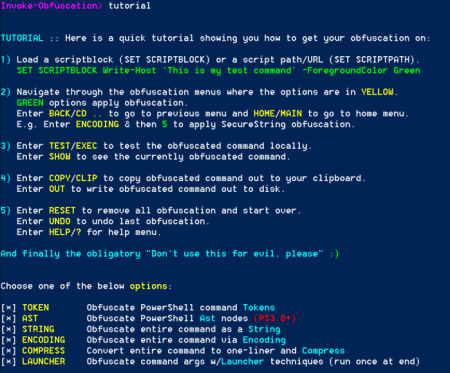 Invoke-Obfuscation> tutorial
TUTORIAL :: Here is a quick tutorial showing you how to get your obfuscation on:
1) Load a scriptblock (SET SCRIPTBLOCK) or a script path/URL (SET SCRIPTPATH).
SET SCRIPTBLOCK Write-Host 'This is my test command' -ForegroundColor Green
2) Navigate through the obfuscation menus where the options are in YELLOW.
GREEN options apply obfuscation.
Enter BACK/CD .. to go to previous menu and HOME/MAIN to go to home menu.
E.g. Enter ENCODING & then 5 to apply SecureString obfuscation.
3) Enter TEST/EXEC to test the obfuscated command locally.
Enter SHOW to see the currently obfuscated command.
4) Enter COPY/CLIP to copy obfuscated command out to your clipboard.
Enter OUT to write obfuscated command out to disk.
5) Enter RESET to remove all obfuscation and start over.
Enter UNDO to undo last obfuscation.
Enter HELP/? for help menu.
And finally the obligatory "Don't use this for evil, please" :)
Choose one of the below options:
[*] TOKEN Obfuscate PowerShell command Tokens
[*] AST Obfuscate PowerShell Ast nodes (PS3.0+)
[*] STRING Obfuscate entire command as a String
[*] ENCODING Obfuscate entire command via Encoding
[*] COMPRESS Convert entire command to one-liner and Compress
[*] LAUNCHER Obfuscate command args w/Launcher techniques (run once at end)